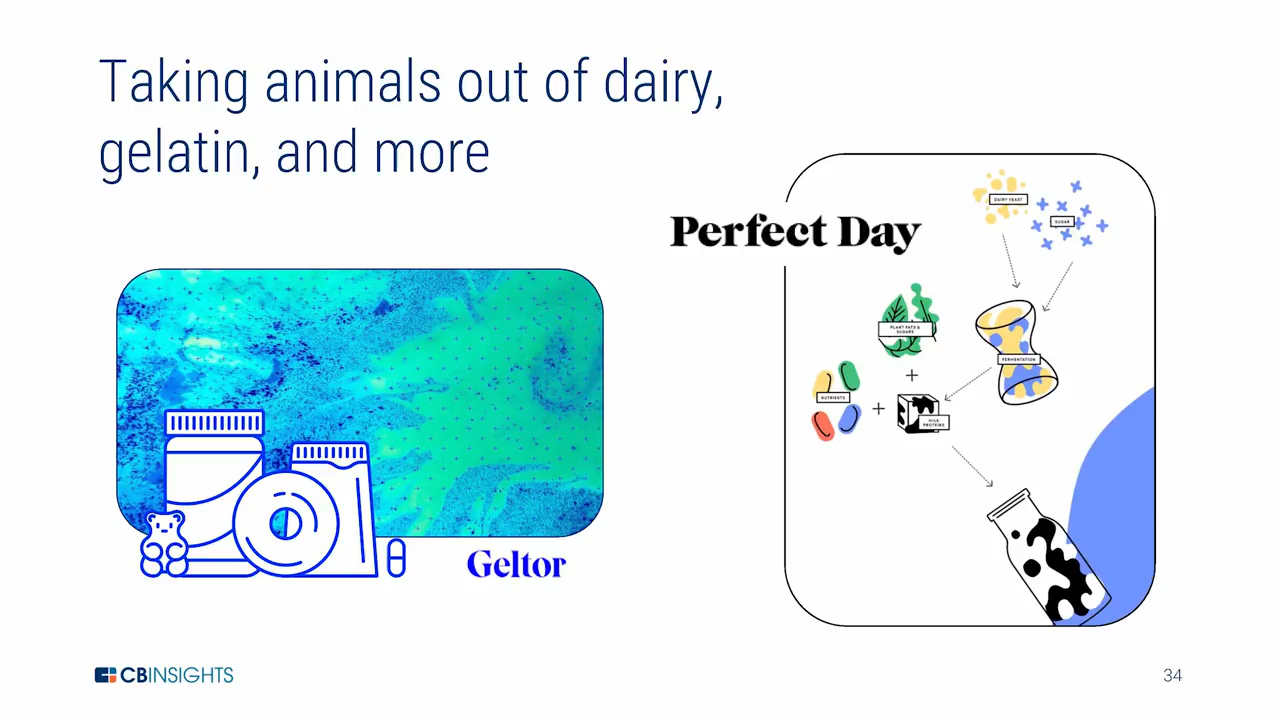 Taking animals out of dairy,
gelatin, and more
Perfect Day
DAIRY YEAST
SUGAR
PLANT FATS &
SUGARS
FERMENTATION
NUTRIENTS
MILK
PROTEINS
Geltor
CBINSIGHTS
34